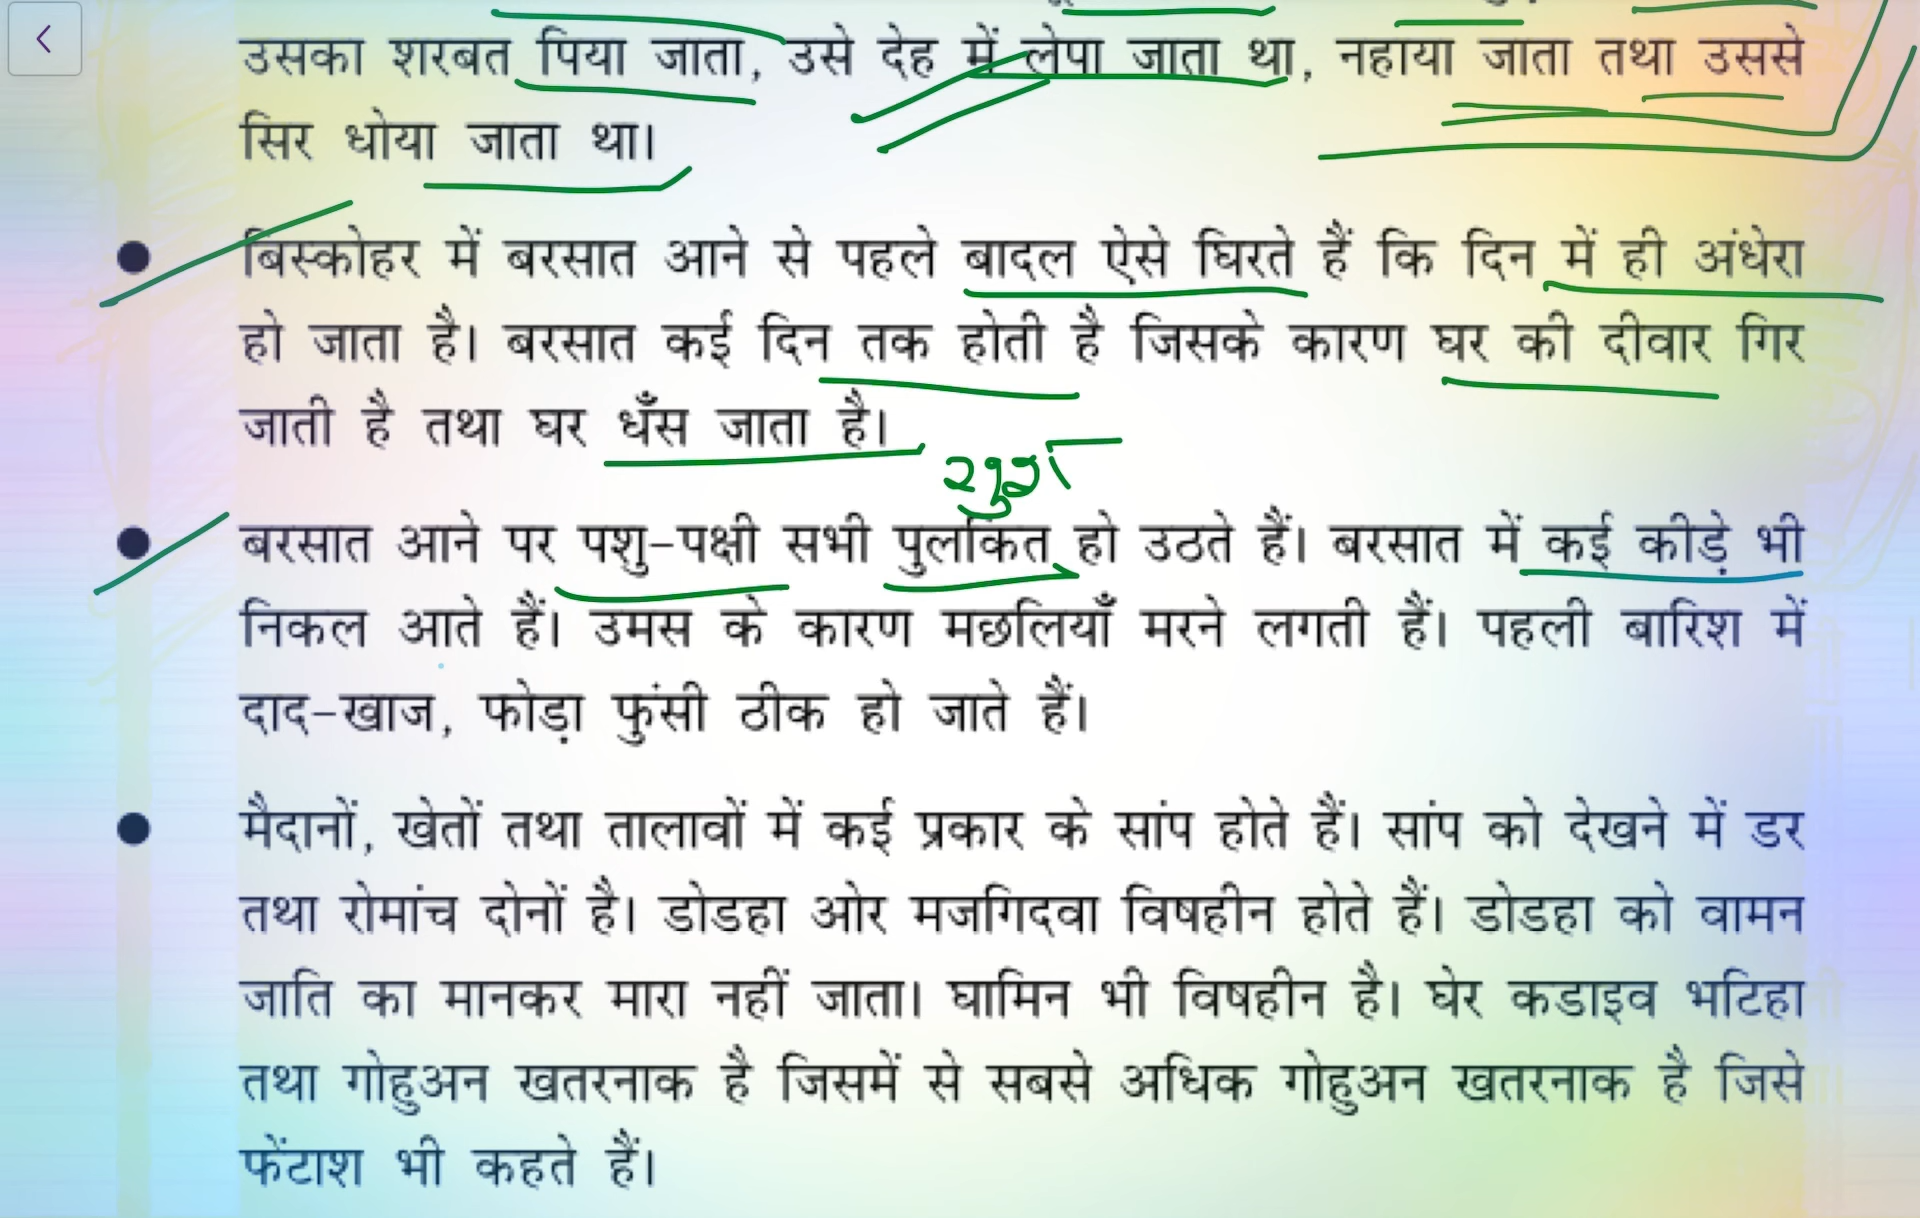 उसका शरबत पिया जाता, उसे देह में लेपा जाता था, नहाया जाता तथा उससे
सिर धोया जाता था।
बिस्कोहर में बरसात आने से पहले बादल ऐसे घिरते हैं कि दिन में ही अंधेरा
हो जाता है। बरसात कई दिन तक होती है जिसके कारण घर की दीवार गिर
जाती है तथा घर धँस जाता है।
बरसात आने पर पशु-पक्षी सभी पुलकित हो उठते हैं। बरसात में कई कीड़े भी
निकल आते हैं। उमस के कारण मछलियाँ मरने लगती हैं। पहली बारिश में
दाद-खाज, फोड़ा फुंसी ठीक हो जाते हैं।
मैदानों, खेतों तथा तालावों में कई प्रकार के सांप होते हैं। सांप को देखने में डर
तथा रोमांच दोनों है। डोडहा ओर मजगिदवा विषहीन होते हैं। डोडहा को वामन
जाति का मानकर मारा नहीं जाता। घामिन भी विषहीन है। घेर कडाइव भटिहा
तथा गोहुअन खतरनाक है जिसमें से सबसे अधिक गोहुअन खतरनाक है जिसे
फेंटाश भी कहते हैं।